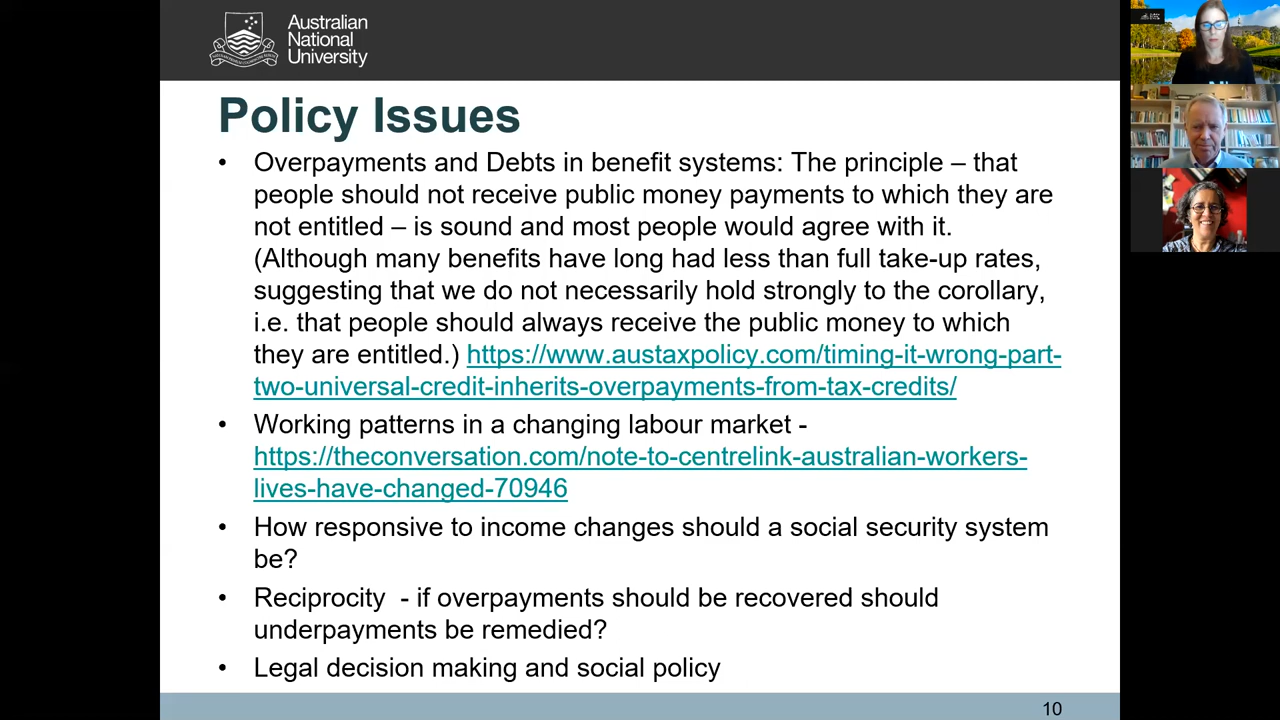 Australian
National
University
Policy Issues
• Overpayments and Debts in benefit systems: The principle – that
people should not receive public money payments to which they are
not entitled – is sound and most people would agree with it.
(Although many benefits have long had less than full take-up rates,
suggesting that we do not necessarily hold strongly to the corollary,
i.e. that people should always receive the public money to which
they are entitled.) https://www.austaxpolicy.com/timing-it-wrong-part-
two-universal-credit-inherits-overpayments-from-tax-credits/
• Working patterns in a changing labour market -
https://theconversation.com/note-to-centrelink-australian-workers-
lives-have-changed-70946
• How responsive to income changes should a social security system
be?
• Reciprocity  - if overpayments should be recovered should
underpayments be remedied?
• Legal decision making and social policy
10